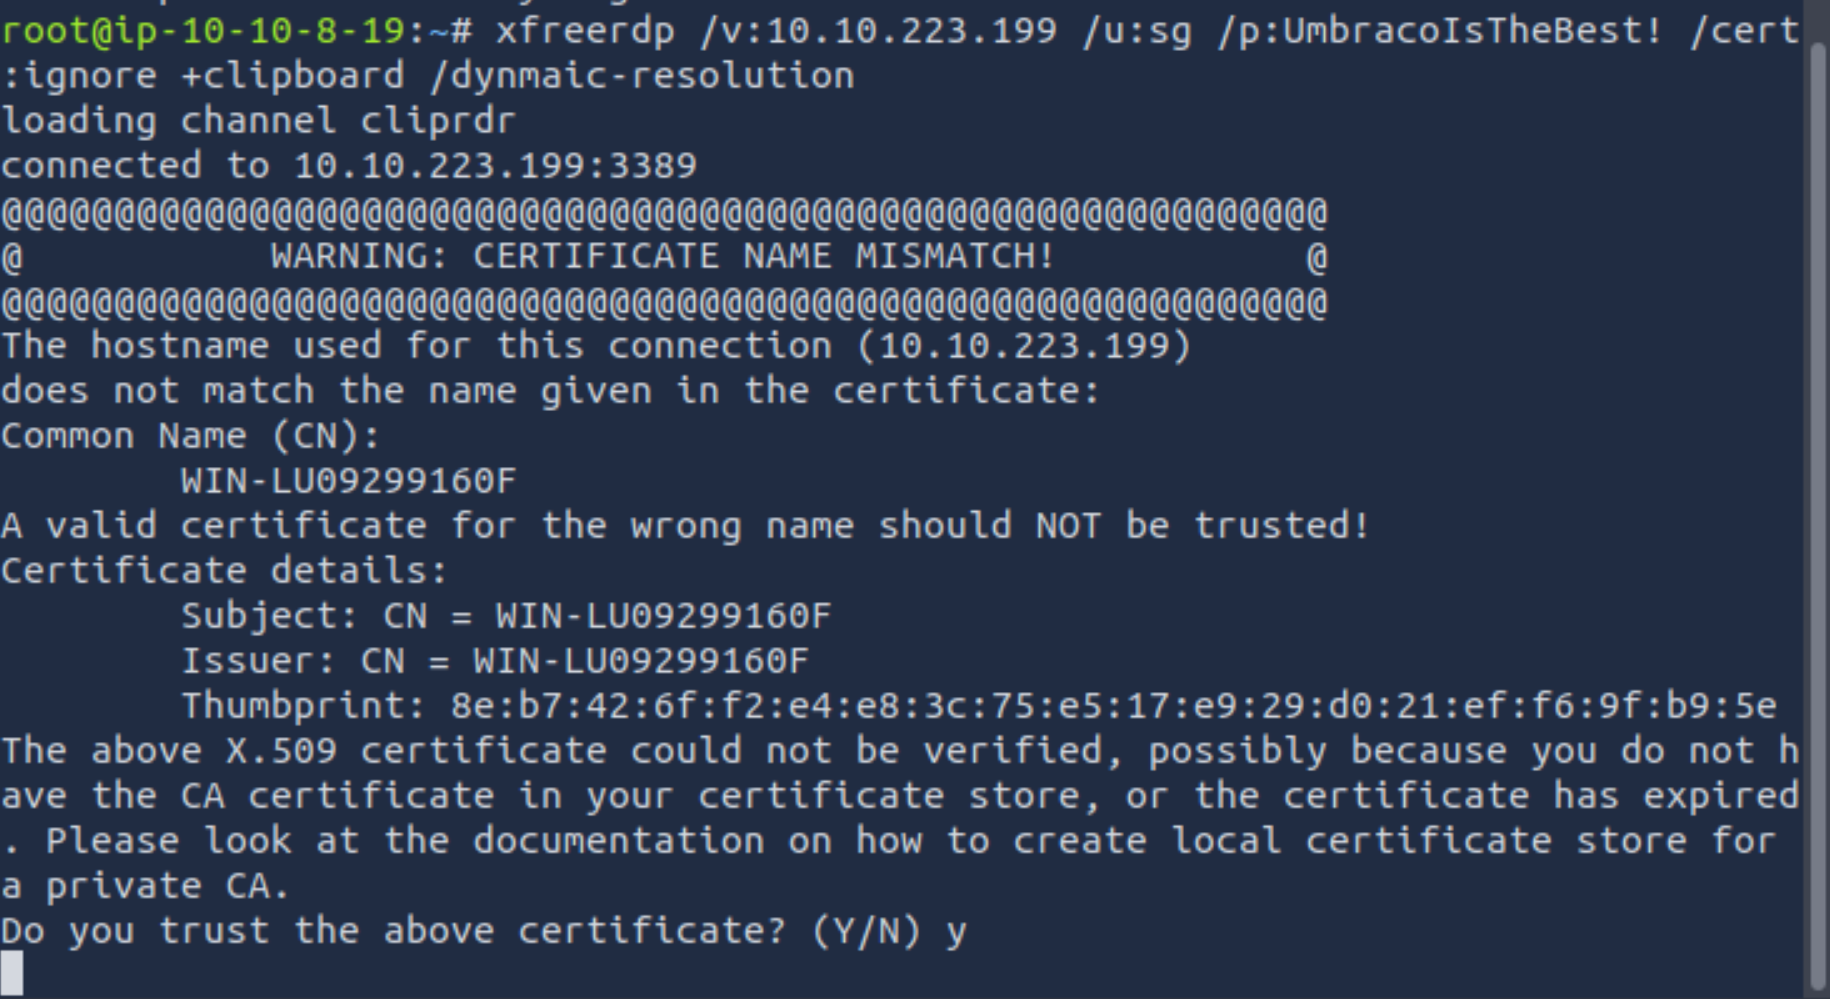 root@ip-10-10-8-19:~# xfreerdp /v:10.10.223.199 /u:sg /p:UmbracoIsTheBest! /cert
:ignore +clipboard /dynmaic-resolution
loading channel cliprdr
connected to 10.10.223.199:3389
@@@@@@@@@@@@@@@@@@@@@@@@@@@@@@@@@@@@@@@@@@@@@@@@@@@@@@@@@@@
@           WARNING: CERTIFICATE NAME MISMATCH!           @
@@@@@@@@@@@@@@@@@@@@@@@@@@@@@@@@@@@@@@@@@@@@@@@@@@@@@@@@@@@
The hostname used for this connection (10.10.223.199)
does not match the name given in the certificate:
Common Name (CN):
        WIN-LU09299160F
A valid certificate for the wrong name should NOT be trusted!
Certificate details:
        Subject: CN = WIN-LU09299160F
        Issuer: CN = WIN-LU09299160F
        Thumbprint: 8e:b7:42:6f:f2:e4:e8:3c:75:e5:17:e9:29:d0:21:ef:f6:9f:b9:5e
The above X.509 certificate could not be verified, possibly because you do not h
ave the CA certificate in your certificate store, or the certificate has expired
. Please look at the documentation on how to create local certificate store for
a private CA.
Do you trust the above certificate? (Y/N) y